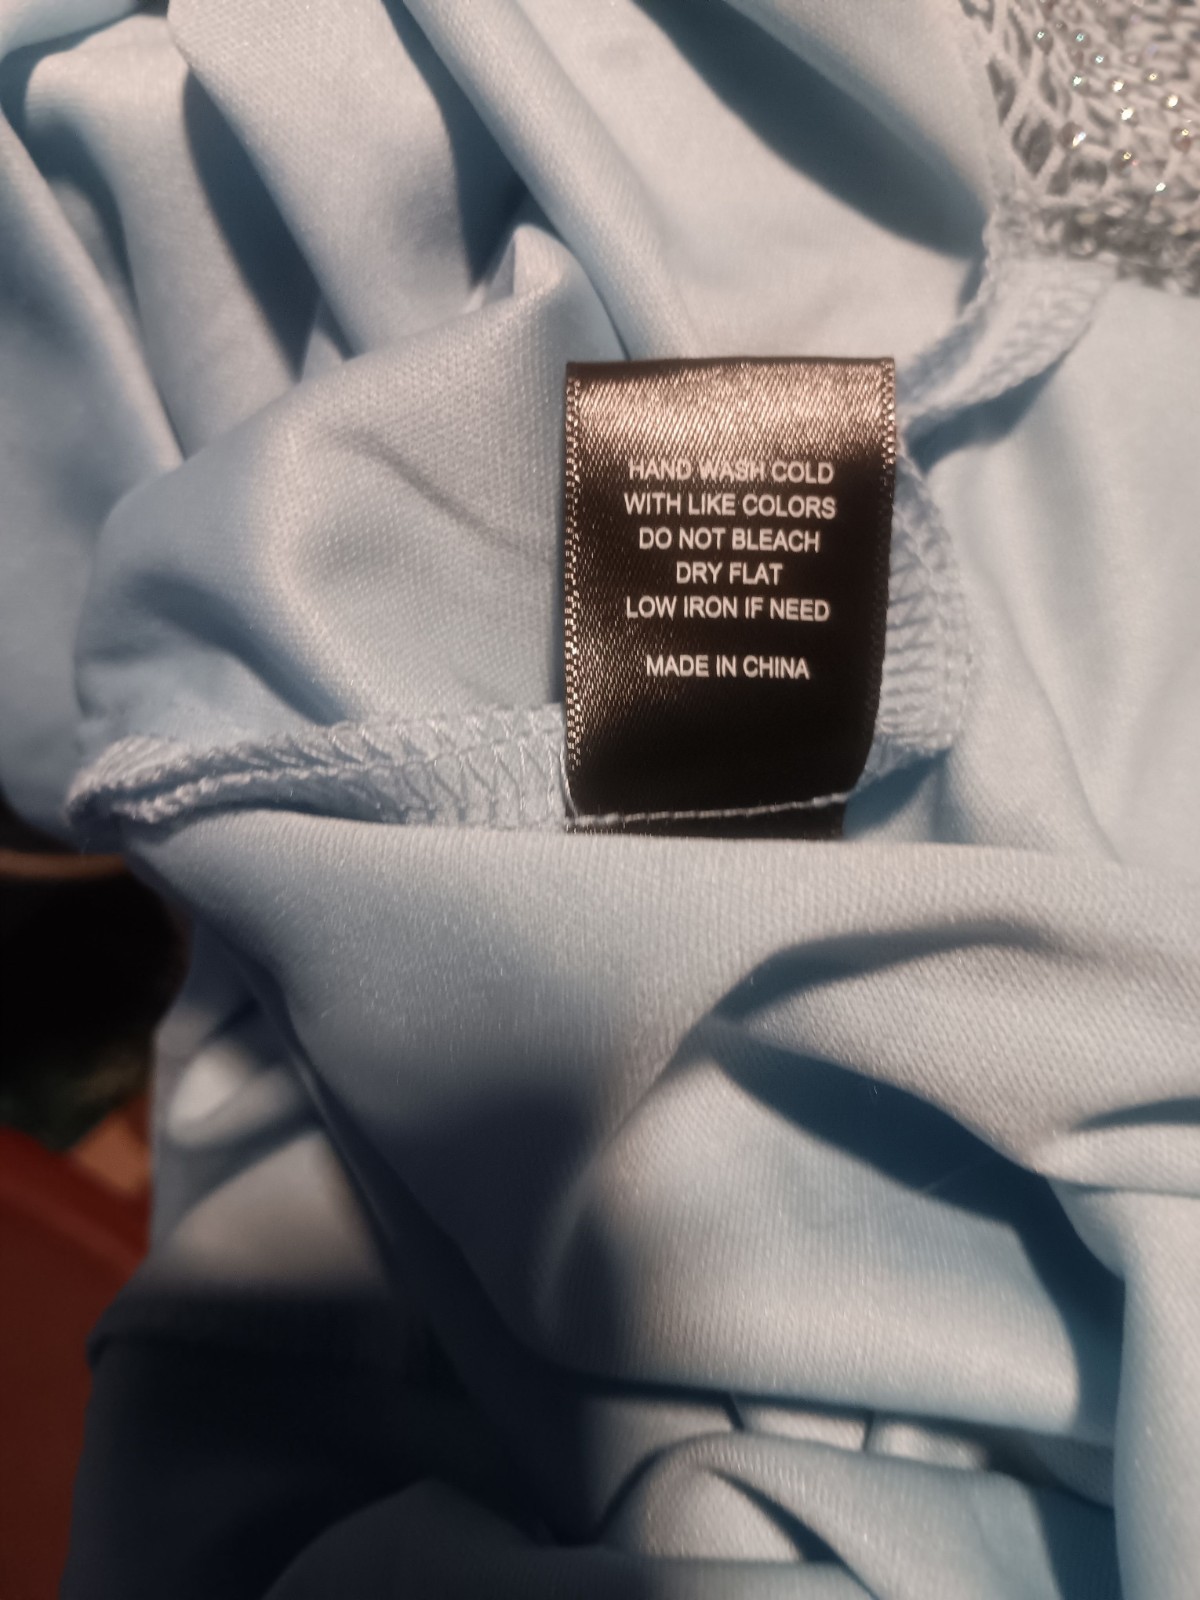 HAND WASH COLD
WITH LIKE COLORS
DO NOT BLEACH
DRY FLAT
LOW IRON IF NEED
MADE IN CHINA